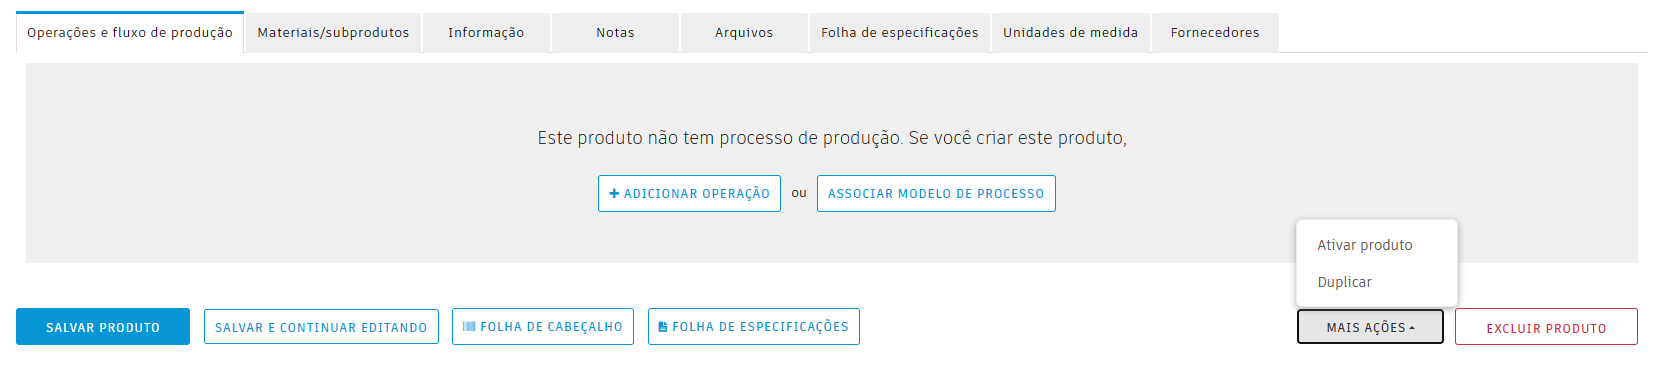 Operações e fluxo de produção
Materiais/subprodutos
Informação
Notas
Arquivos
Folha de especificações
Unidades de medida
Fornecedores
Este produto não tem processo de produção. Se você criar este produto,
ADICIONAR OPERAÇÃO
ou
ASSOCIAR MODELO DE PROCESSO
Ativar produto
Duplicar
SALVAR PRODUTO
SALVAR E CONTINUAR EDITANDO
FOLHA DE CABEÇALHO
FOLHA DE ESPECIFICAÇÕES
MAIS AÇÕES
EXCLUIR PRODUTO